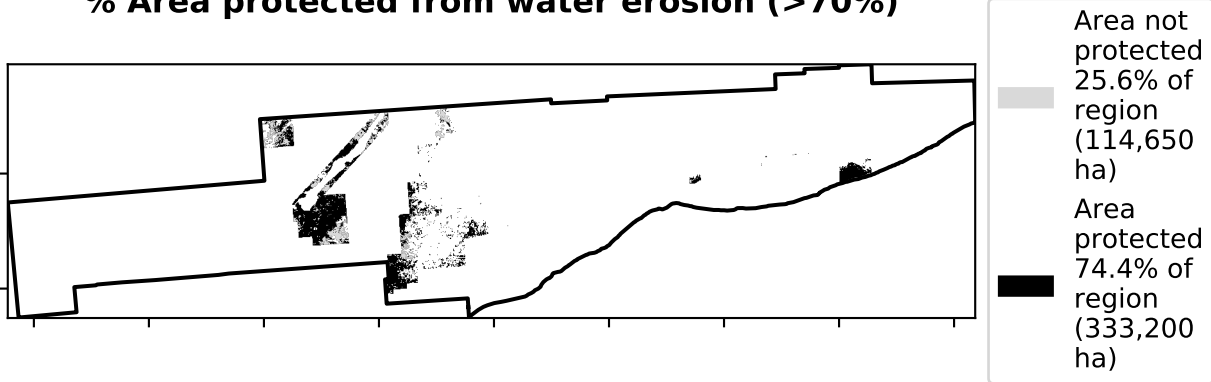 % Area protected from water erosion (>70%)
Area not
protected
25.6% of
region
(114,650
ha)
Area
protected
74.4% of
region
(333,200
ha)